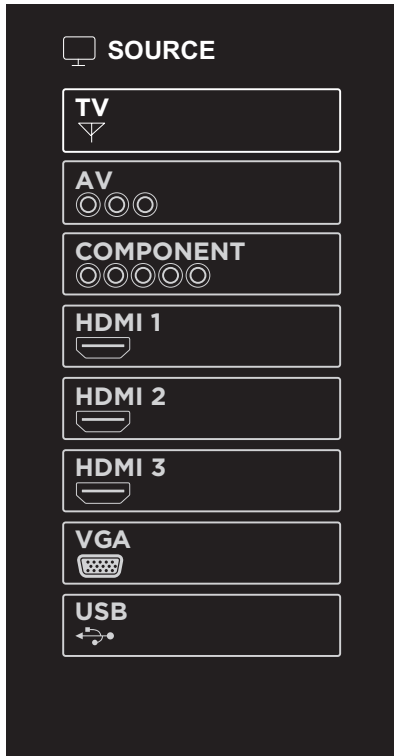 SOURCE
TV
AV
COMPONENT
HDMI 1
HDMI 2
HDMI 3
VGA
USB